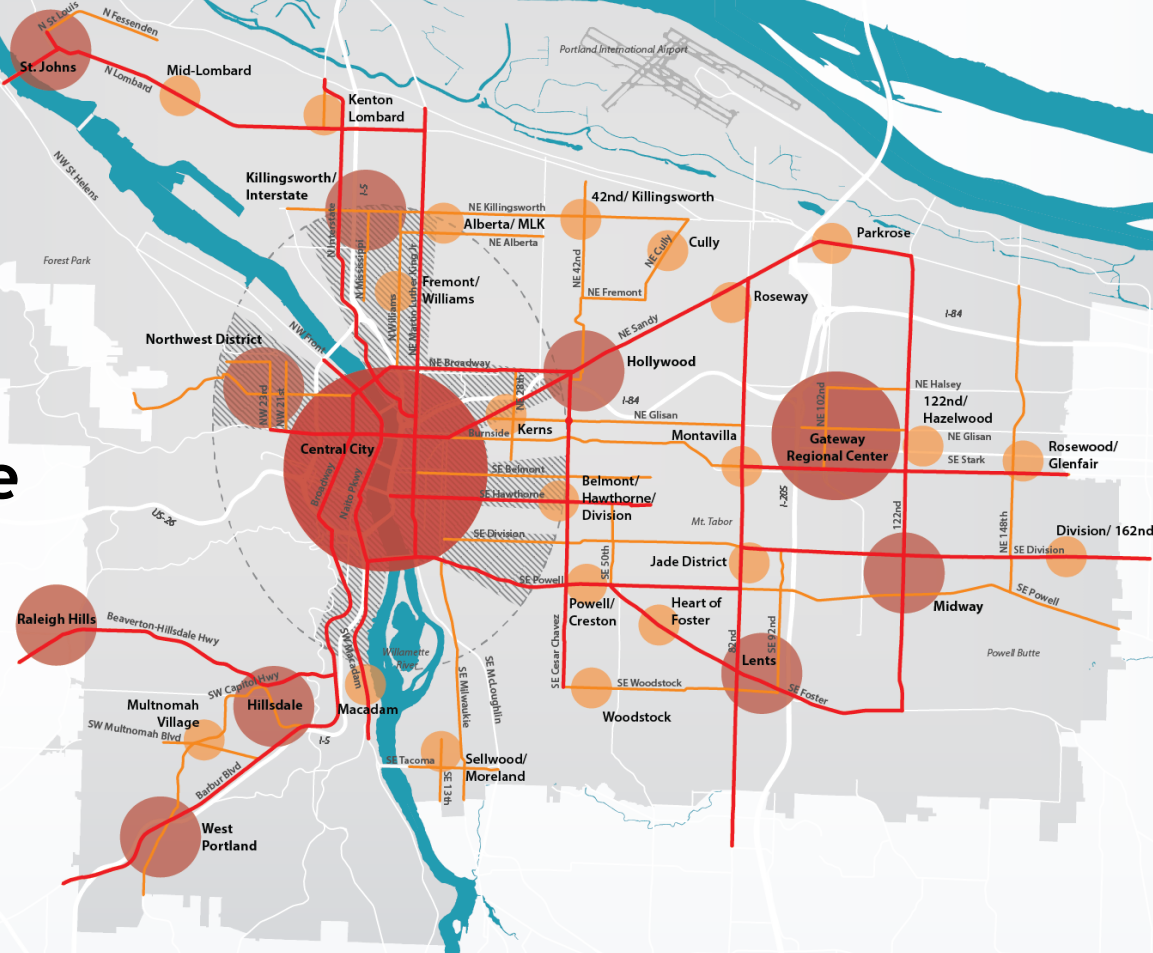 N St Louis
N Fessenden
St. Johns
N Lombard
Mid-Lombard
Kenton
Lombard
Portland International Airport
NW St Helens
Killingsworth/
Interstate
I-5
NE Killingsworth
Alberta/ MLK
NE Alberta
42nd/ Killingsworth
NE Cully
Cully
NE 42nd
NE Fremont
Parkrose
Forest Park
N Interstate
N Mississippi
N Williams
NE Martin Luther King Jr
Fremont/
Williams
Roseway
I-84
Northwest District
NW Front
NE Sandy
NE Broadway
Hollywood
I-84
NW 23rd
NW 21st
NE 28th
NE Halsey
NE 102nd
122nd/
Hazelwood
NE Glisan
Kerns
Burnside
Montavilla
Gateway
Regional Center
NE Glisan
Rosewood/
Glenfair
SE Stark
e
Central City
Broadway
Naito Pkwy
SE Belmont
SE Hawthorne
Belmont/
Hawthorne/
Division
Mt. Tabor
I-205
122nd
NE 148th
US-26
SE Division
Division/ 162nd
SE Division
Jade District
SE 50th
SE Powell
Powell/
Creston
Heart of
Foster
Midway
SE Powell
Raleigh Hills
Beaverton-Hillsdale Hwy
SW Macadam
Willamette
River
SE Milwaukie
SE McLoughlin
SE Cesar Chavez
82nd
SE 92nd
Lents
Powell Butte
SW Capitol Hwy
Hillsdale
Macadam
SE Woodstock
SE Foster
Woodstock
Multnomah
Village
SW Multnomah Blvd
I-5
Barbur Blvd
SE Tacoma
Sellwood/
Moreland
SE 13th
West
Portland